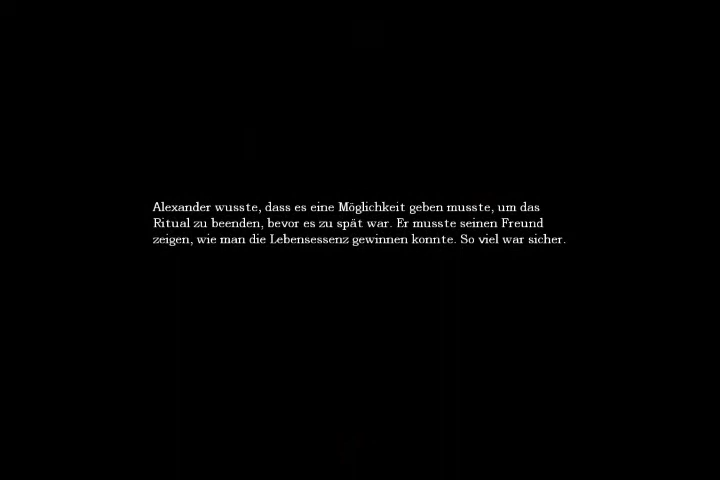 Alexander wusste, dass es eine Möglichkeit geben musste, um das
Ritual zu beenden, bevor es zu spät war. Er musste seinen Freund
zeigen, wie man die Lebensessenz gewinnen konnte. So viel war sicher.